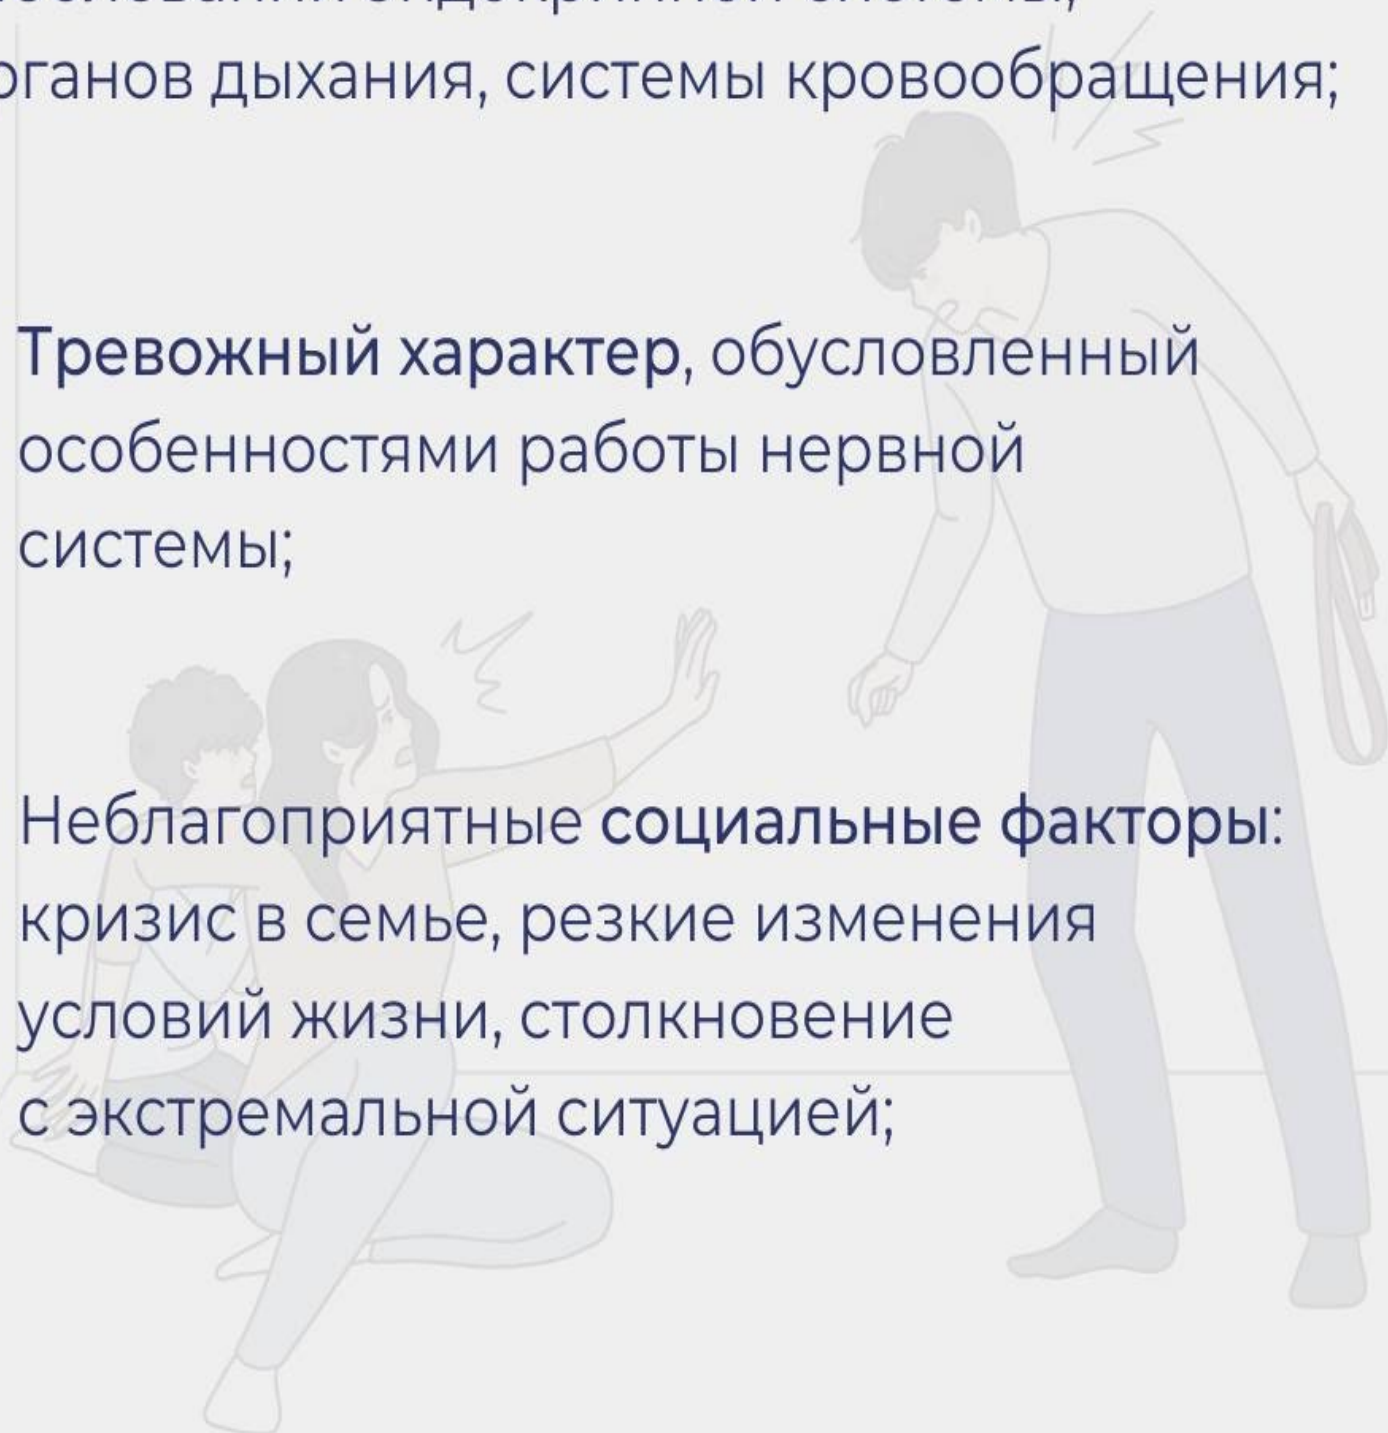 органов дыхания, системы кровообращения;
Тревожный характер, обусловленный
особенностями работы нервной
системы;
Неблагоприятные социальные факторы:
кризис в семье, резкие изменения
условий жизни, столкновение
с экстремальной ситуацией;